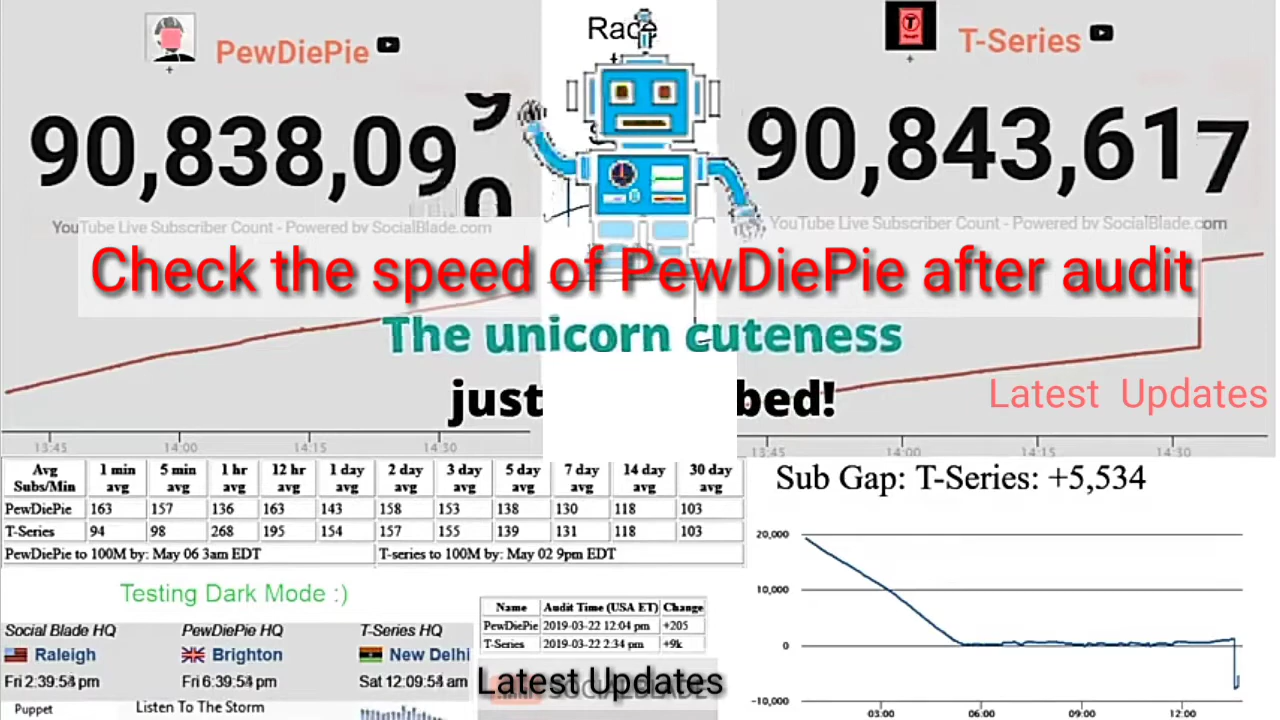 PewDiePie
Race
T-Series
90,838,09
90,843,617
YouTube Live Subscriber Count - Powered by SocialBlade.com
YouTube Live Subscriber Count - Powered by SocialBlade.com
Check the speed of PewDiePie after audit
The unicorn cuteness
just bed!
Latest Updates
13:45 14:00 14:15 14:30
13:45 14:00 14:15 14:30
Avg Subs/Min 1 min avg 5 min avg 1 hr avg 12 hr avg 1 day avg 2 day avg 3 day avg 5 day avg 7 day avg 14 day avg 30 day avg
PewDiePie 163 157 136 163 143 158 153 138 130 118 103
T-Series 94 98 268 195 154 157 155 139 131 118 103
PewDiePie to 100M by: May 06 3am EDT T-series to 100M by: May 02 9pm EDT
Sub Gap: T-Series: +5,534
20,000
10,000
0
-10,000
03:00 06:00 09:00 12:00
Testing Dark Mode :)
Name Audit Time (USA ET) Change
PewDiePie 2019-03-22 12:04 pm +205
T-Series 2019-03-22 2:34 pm +9k
Social Blade HQ PewDiePie HQ T-Series HQ
Raleigh Brighton New Delhi
Fri 2:39:54 pm Fri 6:39:54 pm Sat 12:09:54 am
Latest Updates
Puppet Listen To The Storm